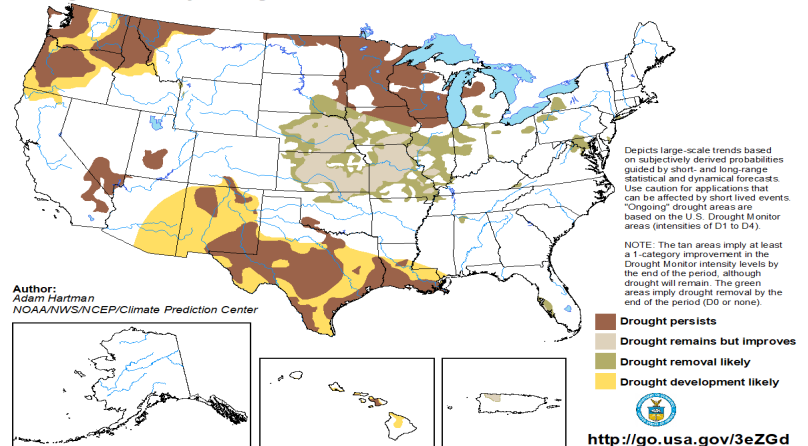 Depicts large-scale trends based
on subjectively derived probabilities
guided by short- and long-range
statistical and dynamical forecasts.
Use caution for applications that
can be affected by short lived events.
"Ongoing" drought areas are
based on the U.S. Drought Monitor
areas (intensities of D1 to D4).
NOTE: The tan areas imply at least
a 1-category improvement in the
Drought Monitor intensity levels by
the end of the period, although
drought will remain. The green
areas imply drought removal by the
end of the period (D0 or none).
Author:
Adam Hartman
NOAA/NWS/NCEP/Climate Prediction Center
Drought persists
Drought remains but improves
Drought removal likely
Drought development likely
http://go.usa.gov/3eZGd